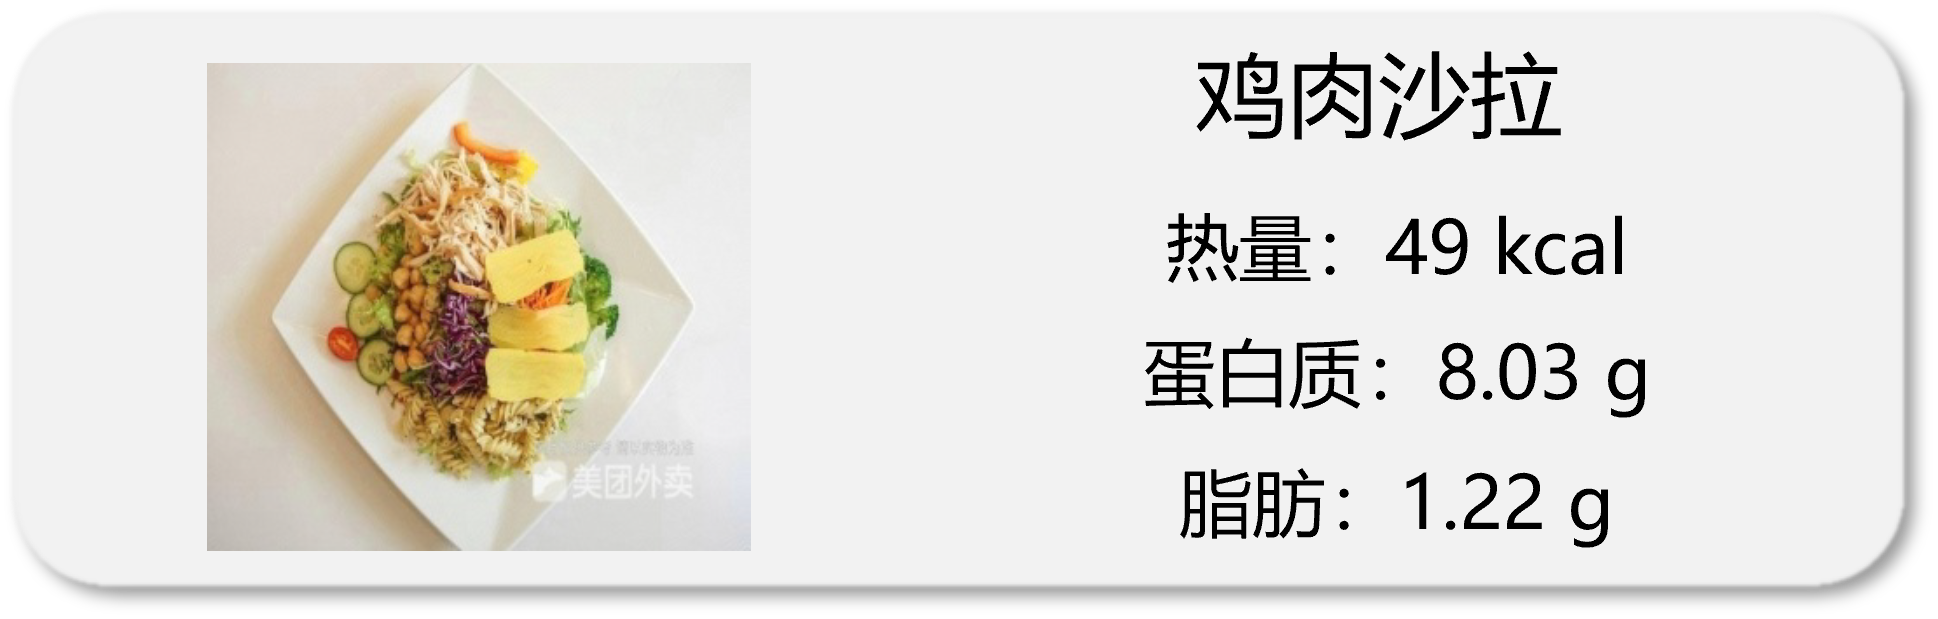 鸡肉沙拉
热量：49 kcal
蛋白质：8.03 g
脂肪：1.22 g
美团外卖